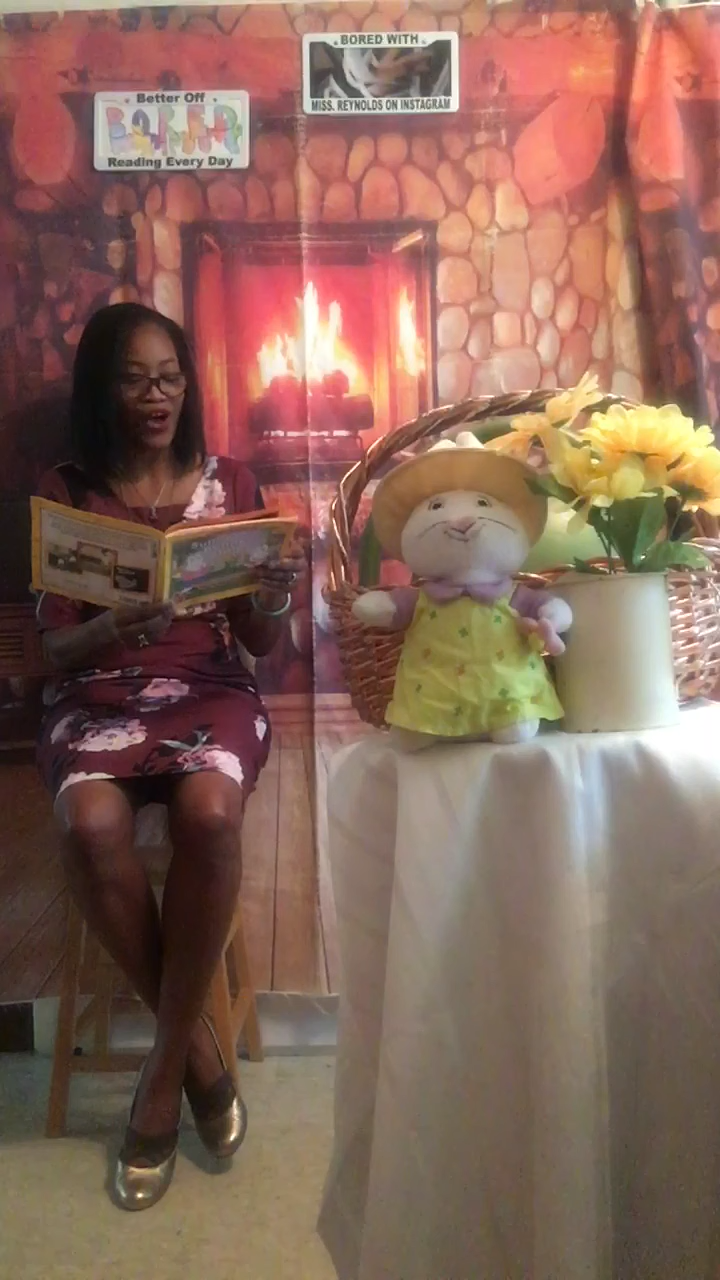 BORED WITH
MISS. REYNOLDS ON INSTAGRAM
Better Off
BORED
Reading Every Day